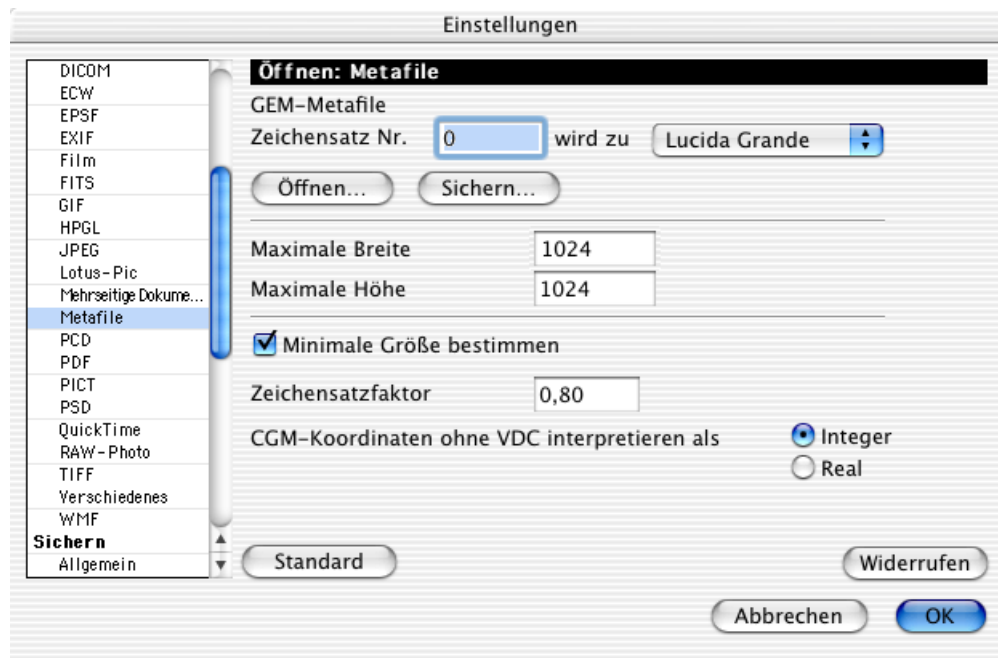 Einstellungen
DICOM
ECW
EPSF
EXIF
Film
FITS
GIF
HPGL
JPEG
Lotus-Pic
Mehrseitige Dokume...
Metafile
PCD
PDF
PICT
PSD
QuickTime
RAW-Photo
TIFF
Verschiedenes
WMF
Sichern
Allgemein
Öffnen: Metafile
GEM-Metafile
Zeichensatz Nr. 0 wird zu Lucida Grande
Öffnen... Sichern...
Maximale Breite 1024
Maximale Höhe 1024
Minimale Größe bestimmen
Zeichensatzfaktor 0,80
CGM-Koordinaten ohne VDC interpretieren als Integer
Real
Standard Widerrufen
Abbrechen OK